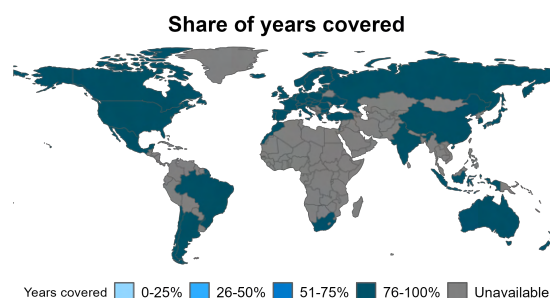 Share of years covered
Years covered 0-25% 26-50% 51-75% 76-100% Unavailable